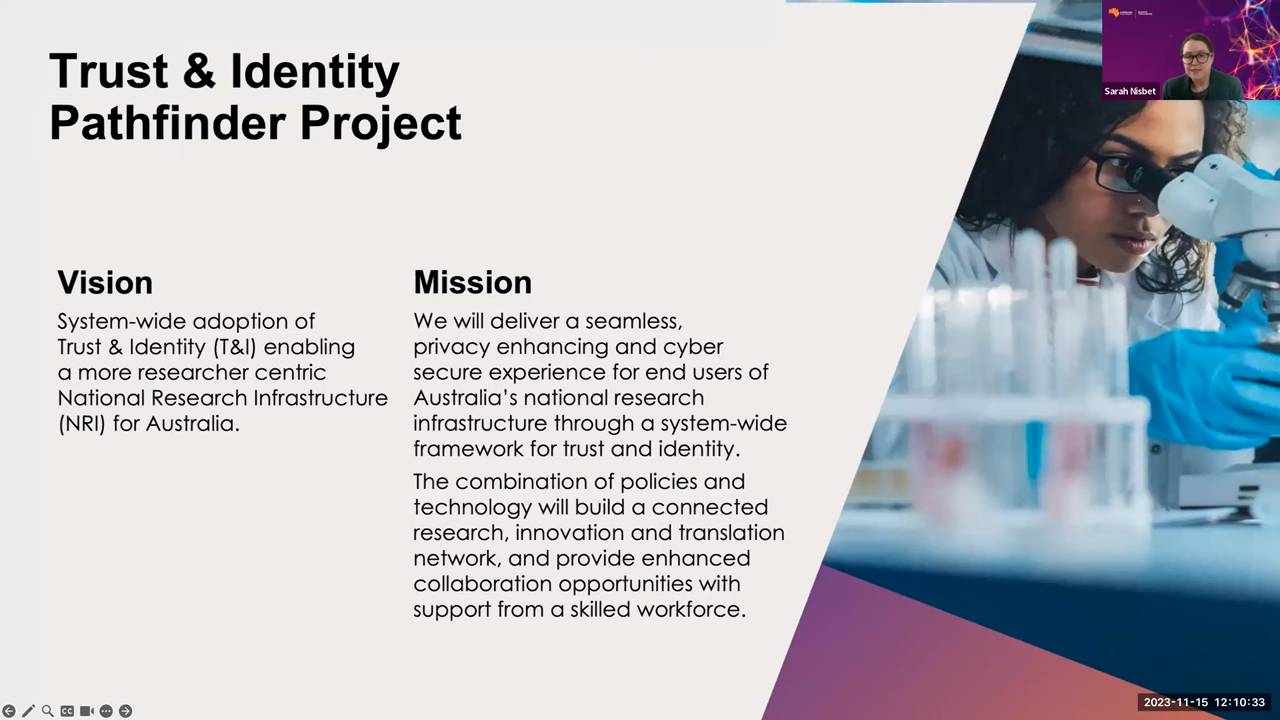 Trust & Identity
Pathfinder Project
Vision
System-wide adoption of
Trust & Identity (T&I) enabling
a more researcher centric
National Research Infrastructure
(NRI) for Australia.
Mission
We will deliver a seamless,
privacy enhancing and cyber
secure experience for end users of
Australia’s national research
infrastructure through a system-wide
framework for trust and identity.
The combination of policies and
technology will build a connected
research, innovation and translation
network, and provide enhanced
collaboration opportunities with
support from a skilled workforce.
Sarah Nisbet
CC
2023-11-15 12:10:33